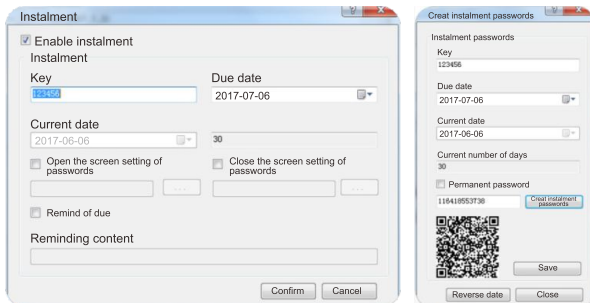 Instalment
Enable instalment
Instalment
Key
Due date
123456
2017-07-06
Current date
2017-06-06
30
Open the screen setting of
passwords
Close the screen setting of
passwords
...
...
Remind of due
Reminding content
Confirm
Cancel
Creat instalment passwords
Instalment passwords
Key
123456
Due date
2017-07-06
Current date
2017-06-06
Current number of days
30
Permanent password
116418553738
Creat instalment
passwords
Save
Reverse date
Close